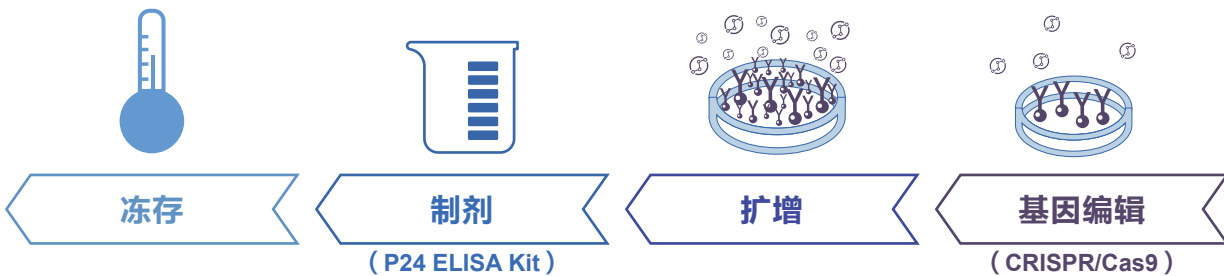 冻存
制剂
扩增
基因编辑
（P24 ELISA Kit）
（CRISPR/Cas9）